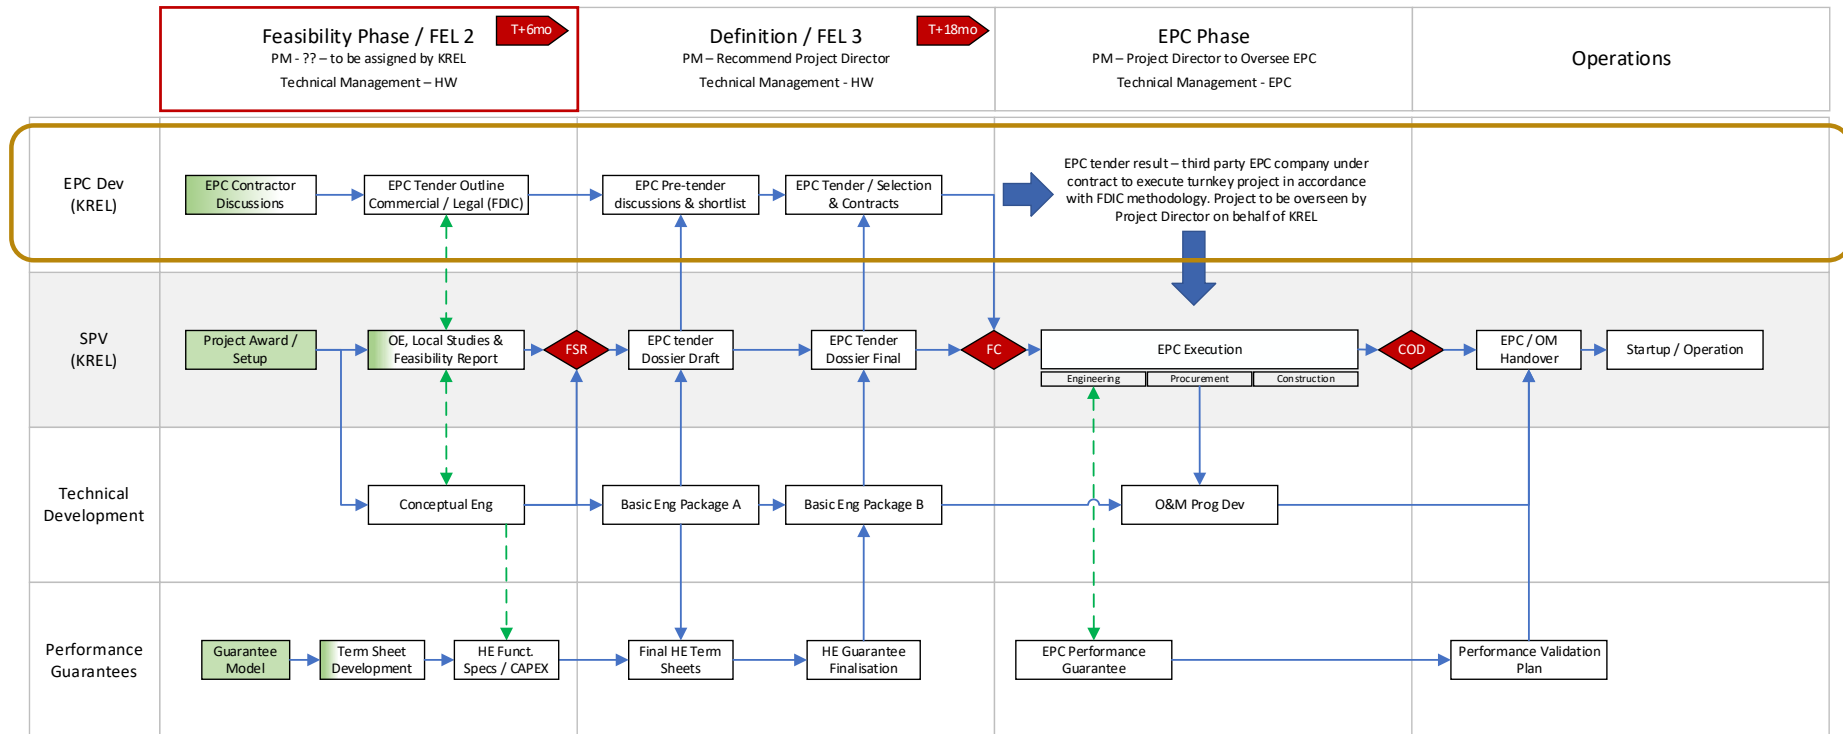 Feasibility Phase / FEL 2
T+6mo
PM - ?? – to be assigned by KREL
Technical Management – HW
Definition / FEL 3
T+18mo
PM – Recommend Project Director
Technical Management - HW
EPC Phase
PM – Project Director to Oversee EPC
Technical Management - EPC
Operations
EPC Dev
(KREL)
EPC Contractor
Discussions
EPC Tender Outline
Commercial / Legal (FDIC)
EPC Pre-tender
discussions & shortlist
EPC Tender / Selection
& Contracts
EPC tender result – third party EPC company under
contract to execute turnkey project in accordance
with FDIC methodology. Project to be overseen by
Project Director on behalf of KREL
SPV
(KREL)
Project Award /
Setup
OE, Local Studies &
Feasibility Report
FSR
EPC tender
Dossier Draft
EPC Tender
Dossier Final
FC
EPC Execution
Engineering
Procurement
Construction
COD
EPC / OM
Handover
Startup / Operation
Technical
Development
Conceptual Eng
Basic Eng Package A
Basic Eng Package B
O&M Prog Dev
Performance
Guarantees
Guarantee
Model
Term Sheet
Development
HE Funct.
Specs / CAPEX
Final HE Term
Sheets
HE Guarantee
Finalisation
EPC Performance
Guarantee
Performance Validation
Plan